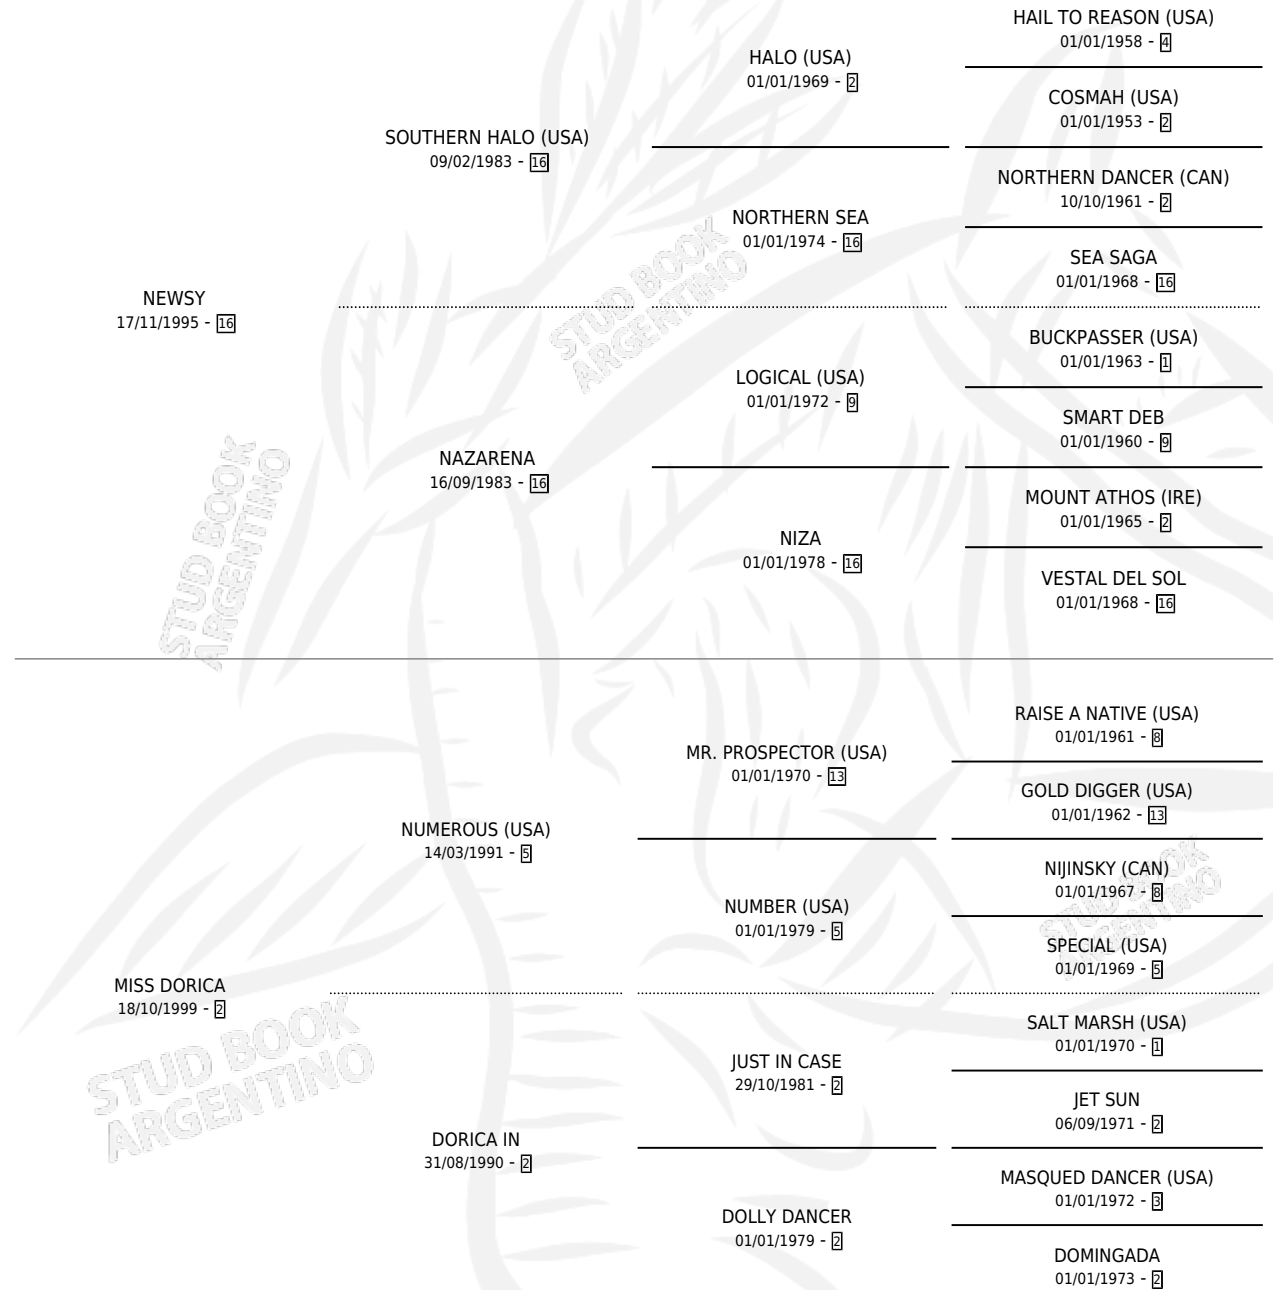 HAIL TO REASON (USA)
01/01/1958 - 4
HALO (USA)
01/01/1969 - 2
COSMAH (USA)
01/01/1953 - 2
SOUTHERN HALO (USA)
09/02/1983 - 16
NORTHERN DANCER (CAN)
10/10/1961 - 2
NORTHERN SEA
01/01/1974 - 16
SEA SAGA
01/01/1968 - 16
STUD BOOK
ARGENTINO
NEWSY
17/11/1995 - 16
BUCKPASSER (USA)
01/01/1963 - 1
LOGICAL (USA)
01/01/1972 - 9
SMART DEB
01/01/1960 - 9
NAZARENA
16/09/1983 - 16
MOUNT ATHOS (IRE)
01/01/1965 - 2
NIZA
01/01/1978 - 16
VESTAL DEL SOL
01/01/1968 - 16
STUD BOOK
ARGENTINO
RAISE A NATIVE (USA)
01/01/1961 - 8
MR. PROSPECTOR (USA)
01/01/1970 - 13
GOLD DIGGER (USA)
01/01/1962 - 13
NUMEROUS (USA)
14/03/1991 - 5
NIJINSKY (CAN)
01/01/1967 - 8
NUMBER (USA)
01/01/1979 - 5
SPECIAL (USA)
01/01/1969 - 5
STUD BOOK
ARGENTINO
MISS DORICA
18/10/1999 - 2
SALT MARSH (USA)
01/01/1970 - 1
JUST IN CASE
29/10/1981 - 2
JET SUN
06/09/1971 - 2
STUD BOOK
ARGENTINO
DORICA IN
31/08/1990 - 2
MASQUED DANCER (USA)
01/01/1972 - 3
DOLLY DANCER
01/01/1979 - 2
DOMINGADA
01/01/1973 - 2